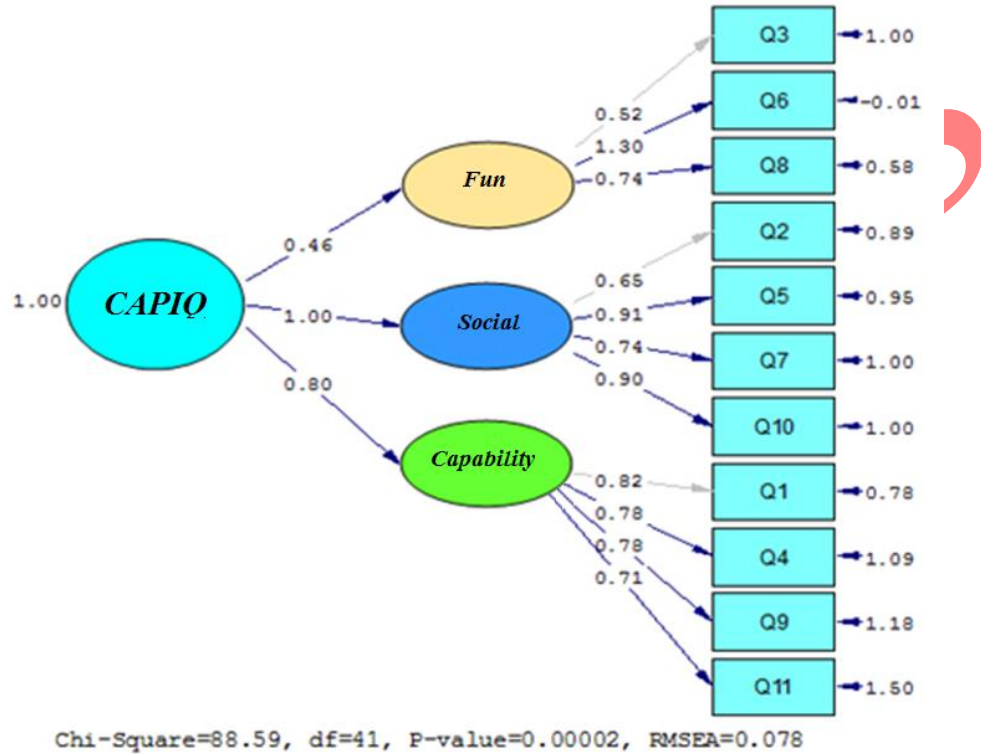 Q3
1.00
Q6
-0.01
0.52
1.30
Fun
0.74
Q8
0.58
0.46
Q2
0.89
0.65
1.00
CAPIQ
1.00
Social
0.91
Q5
0.95
0.74
Q7
1.00
0.90
0.80
Q10
1.00
Capability
0.82
Q1
0.78
0.78
Q4
1.09
0.78
0.71
Q9
1.18
Q11
1.50
Chi-Square=88.59, df=41, P-value=0.00002, RMSEA=0.078